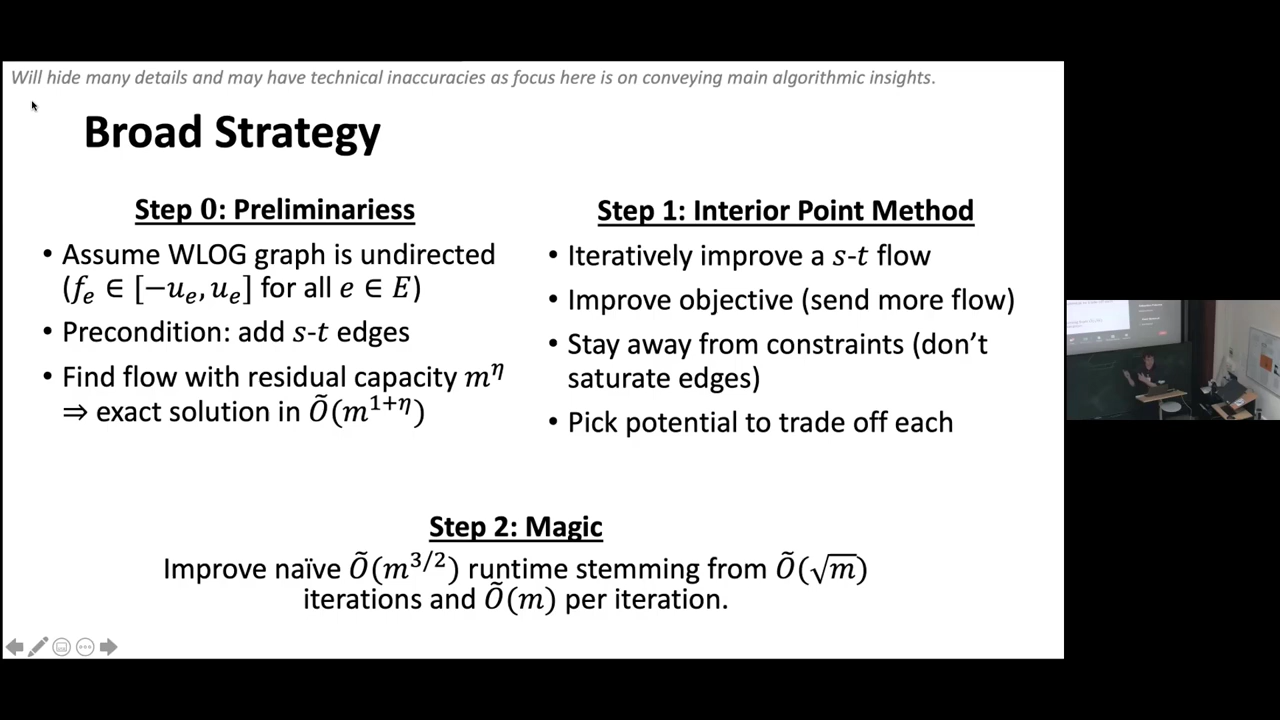 Will hide many details and may have technical inaccuracies as focus here is on conveying main algorithmic insights.
Broad Strategy
Step 0: Preliminariess
• Assume WLOG graph is undirected
(𝑓ₑ ∈ [−𝑢ₑ, 𝑢ₑ] for all 𝑒 ∈ 𝐸)
• Precondition: add 𝑠-𝑡 edges
• Find flow with residual capacity 𝑚^𝜂
⇒ exact solution in Õ(𝑚^{1+𝜂})
Step 1: Interior Point Method
• Iteratively improve a 𝑠-𝑡 flow
• Improve objective (send more flow)
• Stay away from constraints (don’t
saturate edges)
• Pick potential to trade off each
Step 2: Magic
Improve naïve Õ(𝑚^{3/2}) runtime stemming from Õ(√𝑚)
iterations and Õ(𝑚) per iteration.